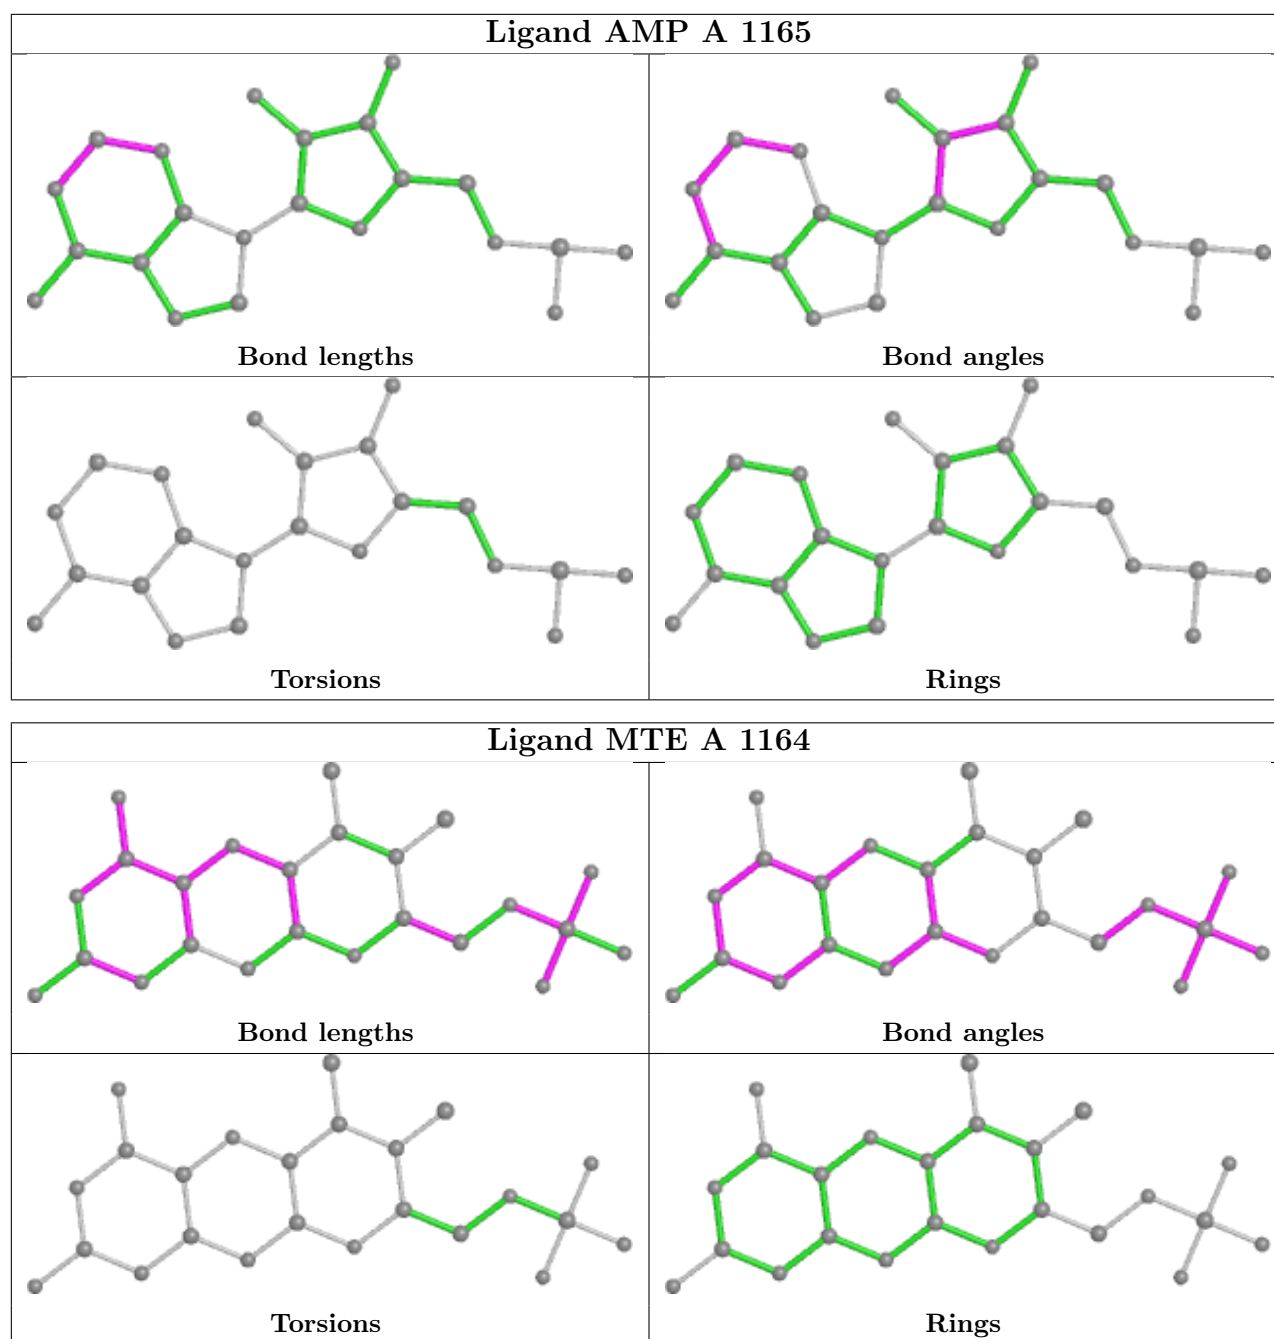 Ligand AMP A 1165
Bond lengths
Bond angles
Torsions
Rings
Ligand MTE A 1164
Bond lengths
Bond angles
Torsions
Rings